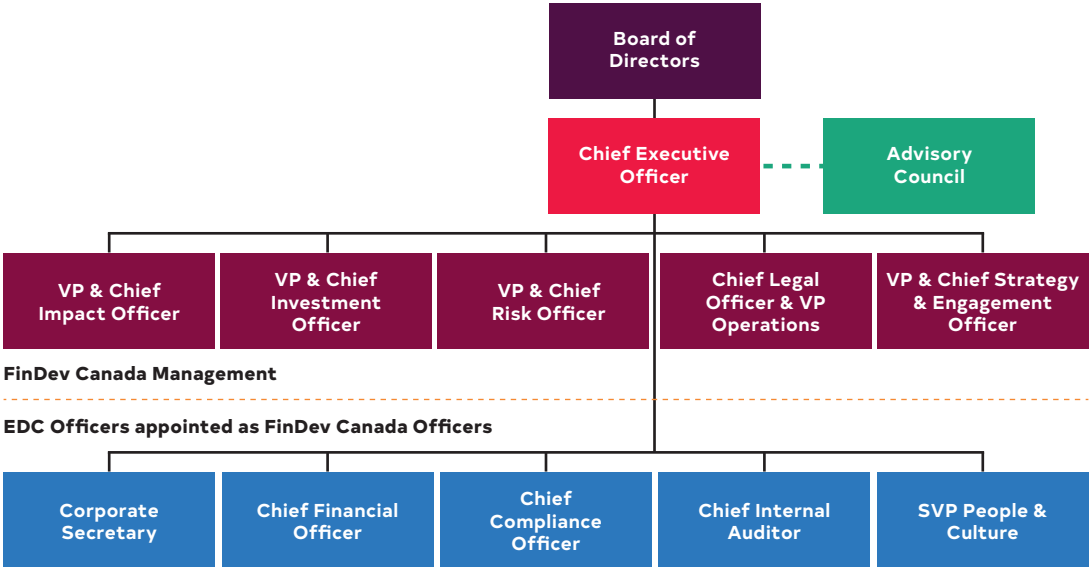 Board of
Directors
Chief Executive
Officer
Advisory
Council
VP & Chief
Impact Officer
VP & Chief
Investment
Officer
VP & Chief
Risk Officer
Chief Legal
Officer & VP
Operations
VP & Chief Strategy
& Engagement
Officer
FinDev Canada Management
EDC Officers appointed as FinDev Canada Officers
Corporate
Secretary
Chief Financial
Officer
Chief
Compliance
Officer
Chief Internal
Auditor
SVP People &
Culture